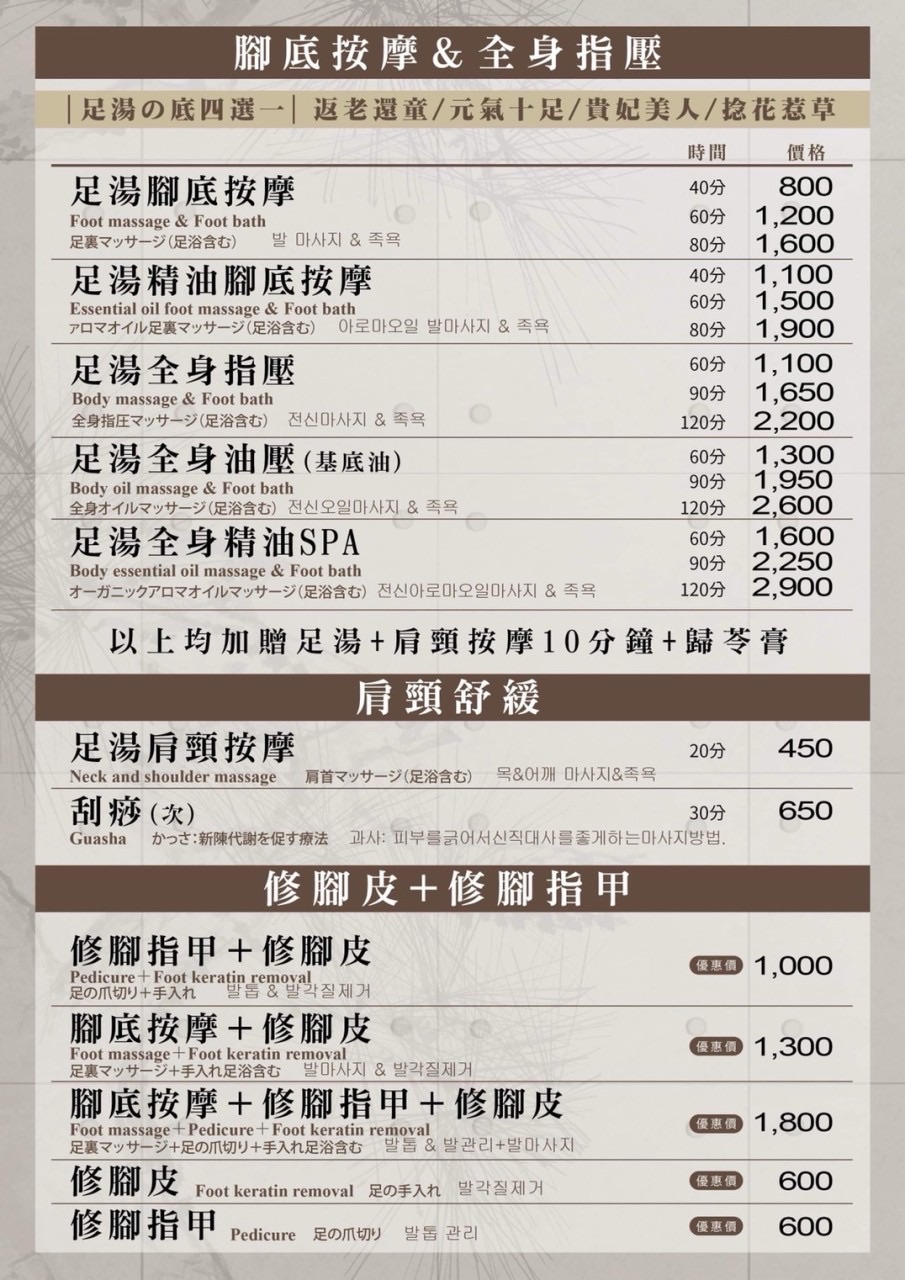 腳底按摩&全身指壓
|足湯の底四選一| 返老還童/元氣十足/貴妃美人/捻花惹草
時間 價格
足湯腳底按摩 40分 800
Foot massage & Foot bath 60分 1,200
足裏マッサージ(足浴含む) 발 마사지 & 족욕 80分 1,600
足湯精油腳底按摩 40分 1,100
Essential oil foot massage & Foot bath 60分 1,500
ァロマオイル足裏マッサージ(足浴含む) 아로마오일 발마사지 & 족욕 80分 1,900
足湯全身指壓 60分 1,100
Body massage & Foot bath 90分 1,650
全身指圧マッサージ(足浴含む) 전신마사지 & 족욕 120分 2,200
足湯全身油壓(基底油) 60分 1,300
Body oil massage & Foot bath 90分 1,950
全身オイルマッサージ(足浴含む) 전신오일마사지 & 족욕 120分 2,600
足湯全身精油SPA 60分 1,600
Body essential oil massage & Foot bath 90分 2,250
オーガニックアロマオイルマッサージ(足浴含む) 전신아로마오일마사지 & 족욕 120分 2,900
以上均加贈足湯+肩頸按摩10分鐘+歸苓膏
肩頸舒緩
足湯肩頸按摩 20分 450
Neck and shoulder massage 肩首マッサージ(足浴含む) 목&어깨 마사지&족욕
刮痧(次) 30分 650
Guasha かっさ:新陳代謝を促す療法 과사: 피부를긁어서신직대사를좋게하는마사지방법.
修腳皮+修腳指甲
修腳指甲+修腳皮 優惠價 1,000
Pedicure+Foot keratin removal
足の爪切り+手入れ 발톱 & 발각질제거
腳底按摩+修腳皮 優惠價 1,300
Foot massage+Foot keratin removal
足裏マッサージ+手入れ足浴含む 발마사지 & 발각질제거
腳底按摩+修腳指甲+修腳皮 優惠價 1,800
Foot massage+Pedicure+Foot keratin removal
足裏マッサージ+足の爪切り+手入れ足浴含む 발톱 & 발관리+발마사지
修腳皮 Foot keratin removal 足の手入れ 발각질제거 優惠價 600
修腳指甲 Pedicure 足の爪切り 발톱 관리 優惠價 600